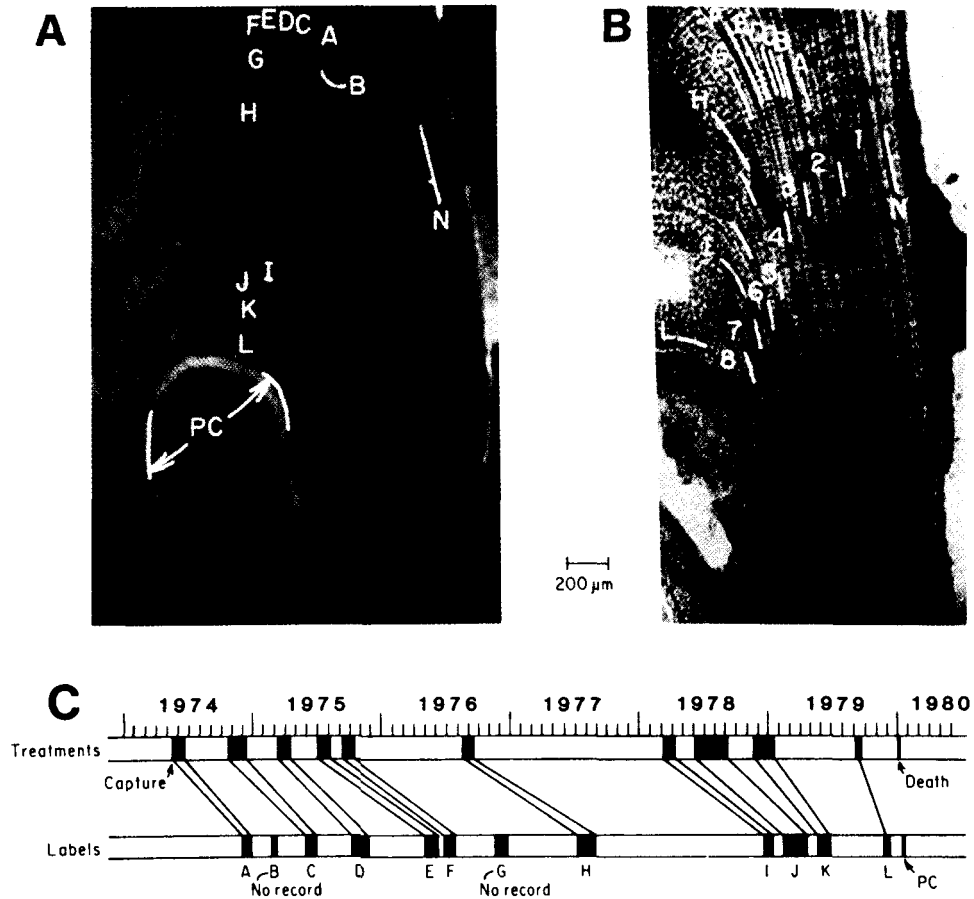 A
F E D C A
G
B
H
N
J I
K
L
PC
B
G
H
A
1
2
3
N
4
I
5
6
7
L
8
200 µm
C
1974 1975 1976 1977 1978 1979 1980
Treatments
Capture
Death
Labels
A B C D E F G H I J K L
No record No record PC